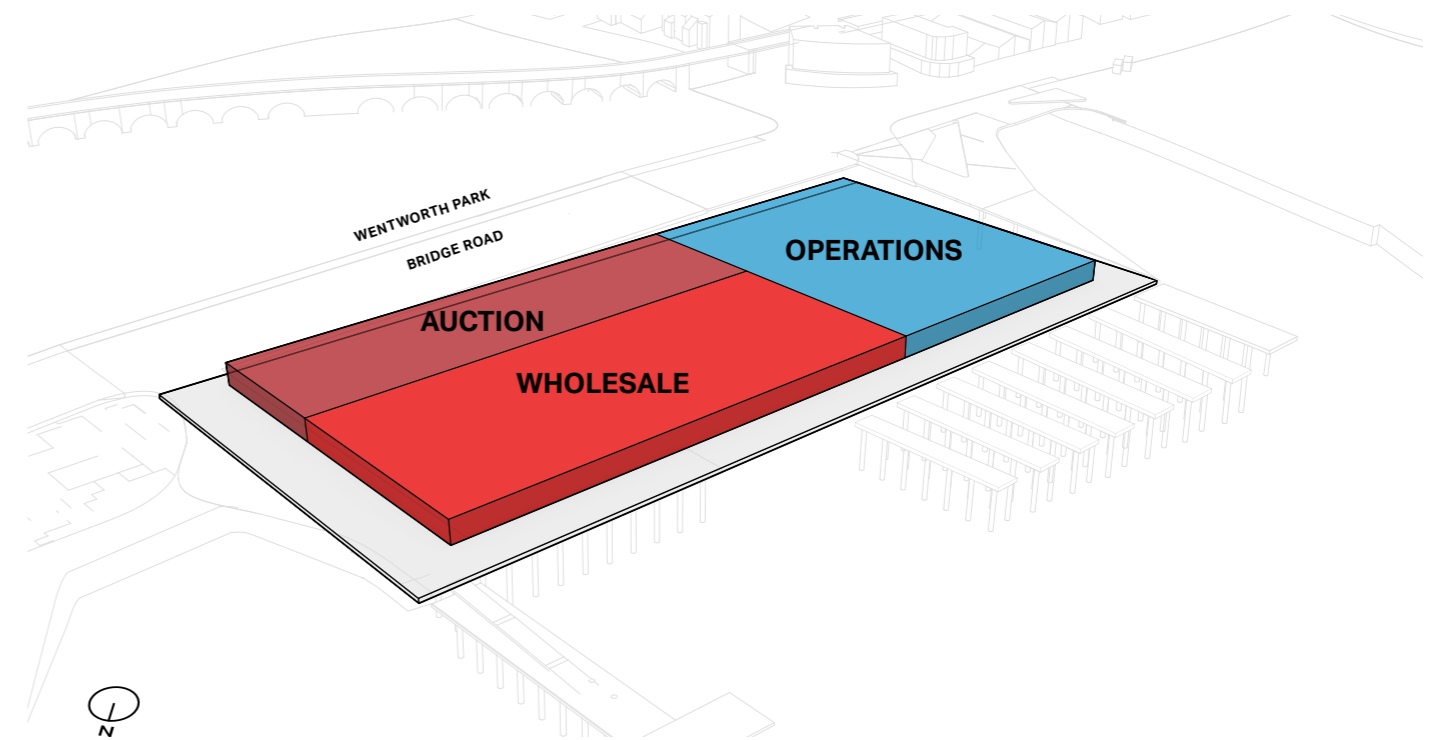 WENTWORTH PARK
BRIDGE ROAD
OPERATIONS
AUCTION
WHOLESALE
N